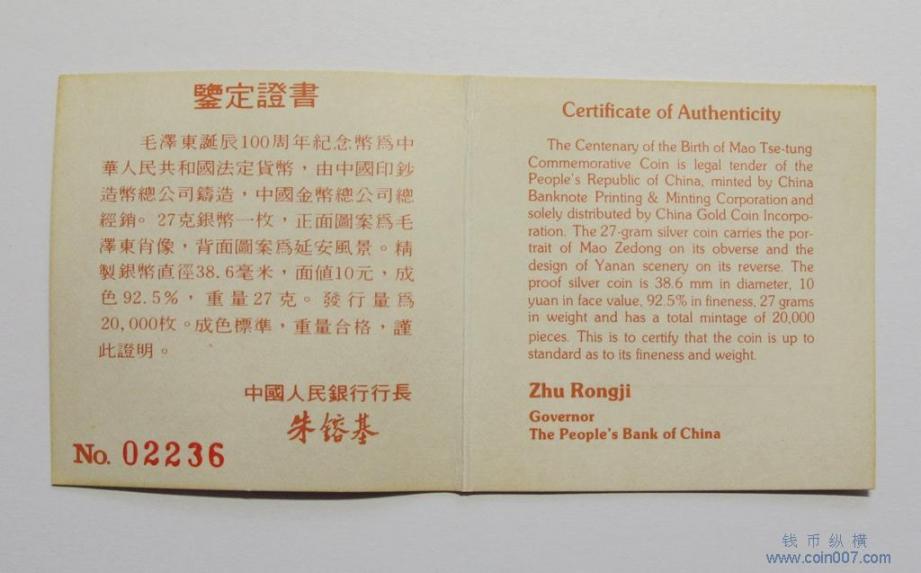 鑒定證書
毛澤東誕辰100周年紀念幣爲中
華人民共和國法定貨幣，由中國印鈔
造幣總公司鑄造，中國金幣總公司總
經銷。27克銀幣一枚，正面圖案爲毛
澤東肖像，背面圖案爲延安風景。精
製銀幣直徑38.6毫米，面值10元，成
色92.5%，重量27克。發行量爲
20,000枚。成色標準，重量合格，謹
此證明。
中國人民銀行行長
朱鎔基
No. 02236
Certificate of Authenticity
The Centenary of the Birth of Mao Tse-tung
Commemorative Coin is legal tender of the
People's Republic of China, minted by China
Banknote Printing & Minting Corporation and
solely distributed by China Gold Coin Incorpo-
ration. The 27-gram silver coin carries the por-
trait of Mao Zedong on its obverse and the
design of Yanan scenery on its reverse. The
proof silver coin is 38.6 mm in diameter, 10
yuan in face value, 92.5% in fineness, 27 grams
in weight and has a total mintage of 20,000
pieces. This is to certify that the coin is up to
standard as to its fineness and weight.
Zhu Rongji
Governor
The People's Bank of China
钱币纵横
www.coin007.com